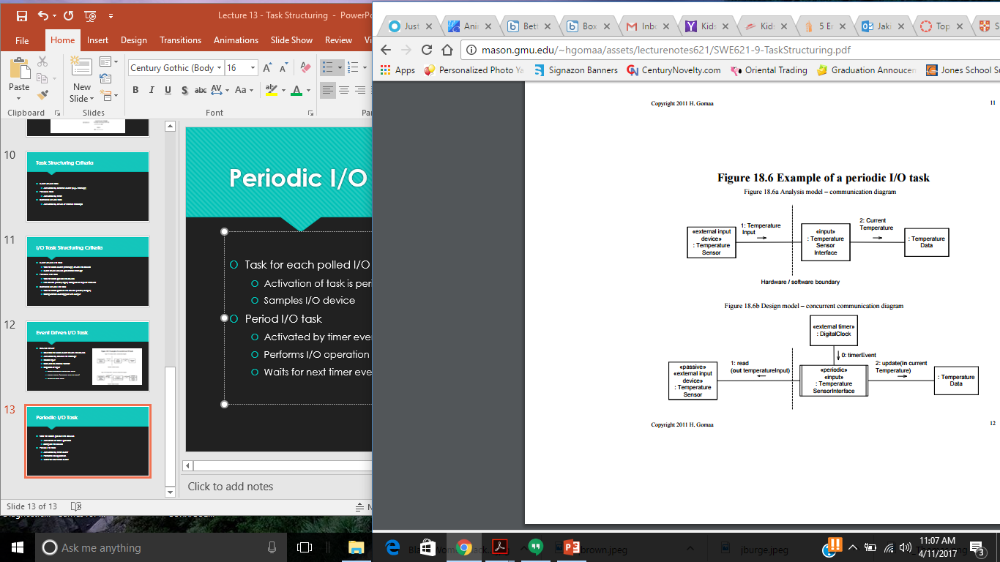 Lecture 13 - Task Structuring - PowerPo
File Home Insert Design Transitions Animations Slide Show Review Vi
Paste
Clipboard
New
Slide
Slides
Century Gothic (Body 16
B I U S abc AV Aa
A
Font
Para
10
Task Structuring Criteria
11
I/O Task Structuring Criteria
12
Event Driven I/O Task
13
Periodic I/O Task
Periodic I/O
Task for each polled I/O
Activation of task is peri
Samples I/O device
Period I/O task
Activated by timer eve
Performs I/O operation
Waits for next timer eve
Click to add notes
Slide 13 of 13
Just Anir Bett Box Inbo Kids Kids 5 Er Jaki Top S
mason.gmu.edu/~hgomaa/assets/lecturenotes621/SWE621-9-TaskStructuring.pdf
Apps Personalized Photo Ya Signazon Banners CenturyNovelty.com Oriental Trading Graduation Annoucem Jones School Su
Copyright 2011 H. Gomaa 11
Figure 18.6 Example of a periodic I/O task
Figure 18.6a Analysis model – communication diagram
«external input
device»
: Temperature
Sensor
1: Temperature
Input
«input»
: Temperature
Sensor
Interface
2: Current
Temperature
: Temperature
Data
Hardware / software boundary
Figure 18.6b Design model – concurrent communication diagram
«external timer»
: DigitalClock
0: timerEvent
«passive»
«external input
device»
: Temperature
Sensor
1: read
(out temperatureInput)
«periodic»
«input»
: Temperature
SensorInterface
2: update(in current
Temperature)
: Temperature
Data
Copyright 2011 H. Gomaa 12
Ask me anything
brown.jpeg
jburge.jpeg
11:07 AM
4/11/2017
3